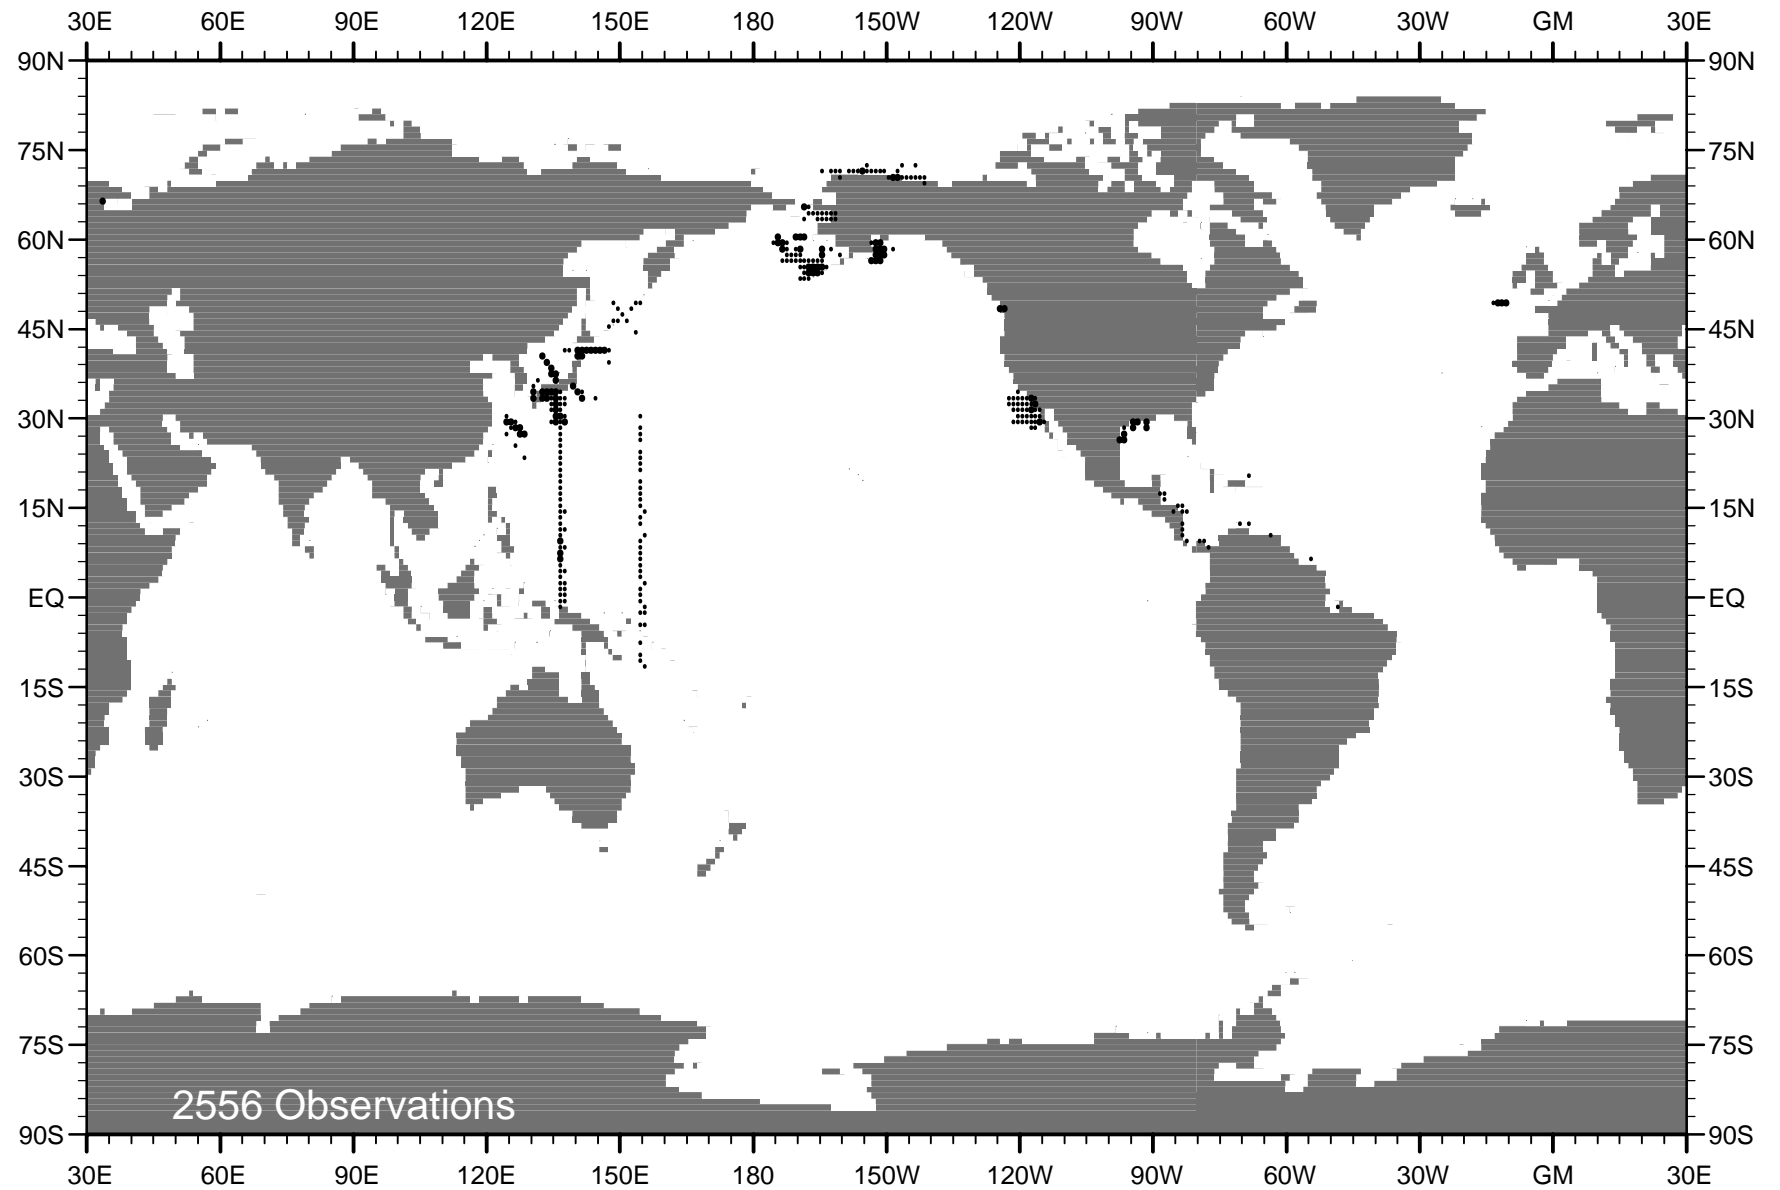 30E 60E 90E 120E 150E 180 150W 120W 90W 60W 30W GM 30E
90N 90N
75N 75N
60N 60N
45N 45N
30N 30N
15N 15N
EQ EQ
15S 15S
30S 30S
45S 45S
60S 60S
75S 75S
2556 Observations
90S 90S
30E 60E 90E 120E 150E 180 150W 120W 90W 60W 30W GM 30E